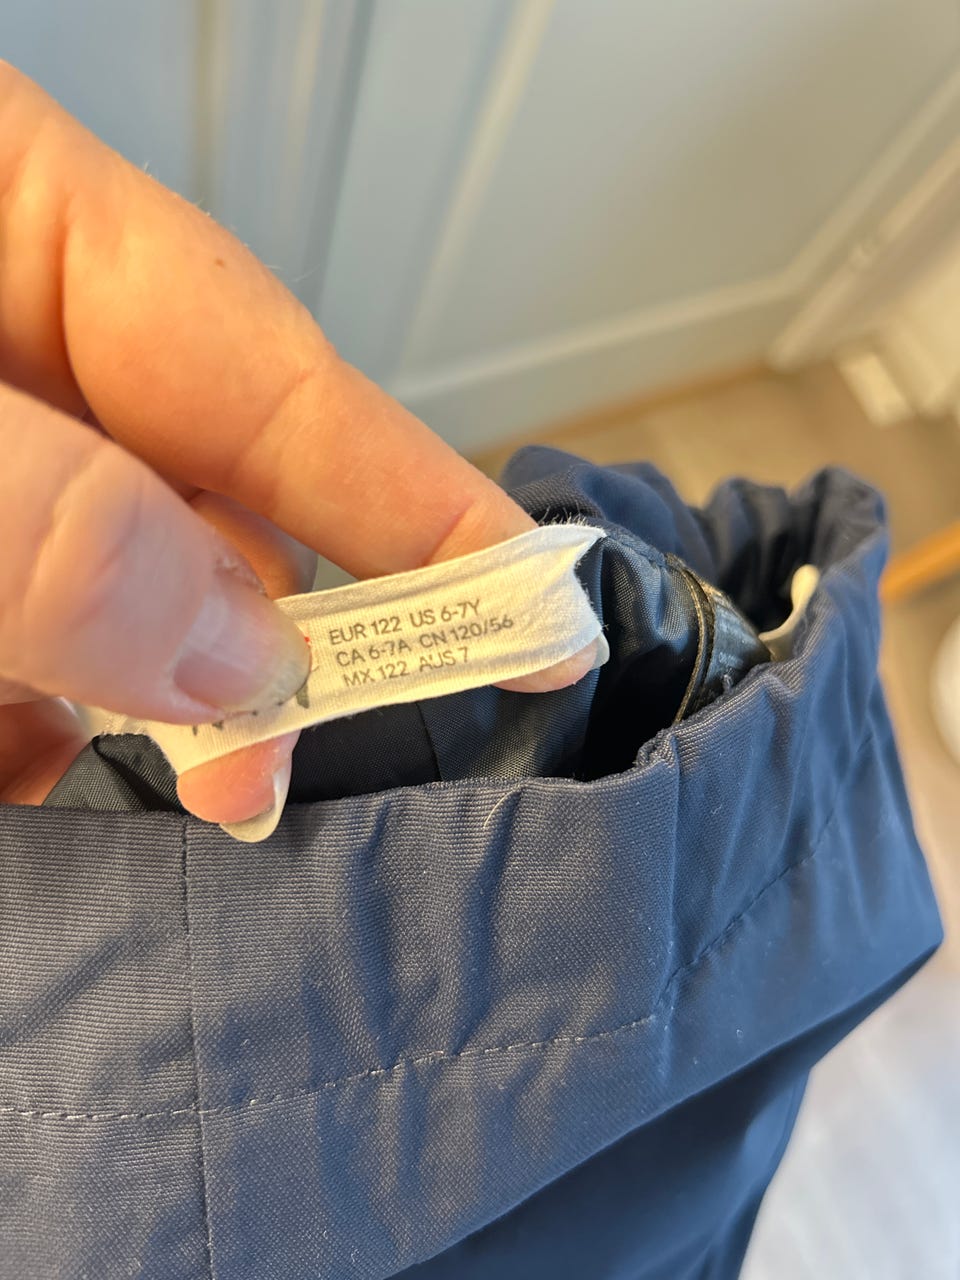 EUR 122 US 6-7Y
CA 6-7A CN 120/56
MX 122 AUS 7